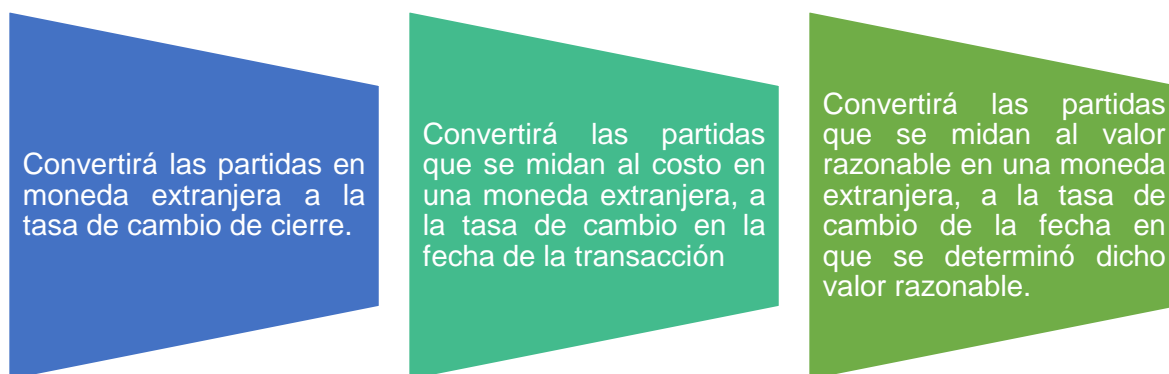 Convertirá las partidas en
moneda extranjera a la
tasa de cambio de cierre.
Convertirá las partidas
que se midan al costo en
una moneda extranjera, a
la tasa de cambio en la
fecha de la transacción
Convertirá las partidas
que se midan al valor
razonable en una moneda
extranjera, a la tasa de
cambio de la fecha en
que se determinó dicho
valor razonable.